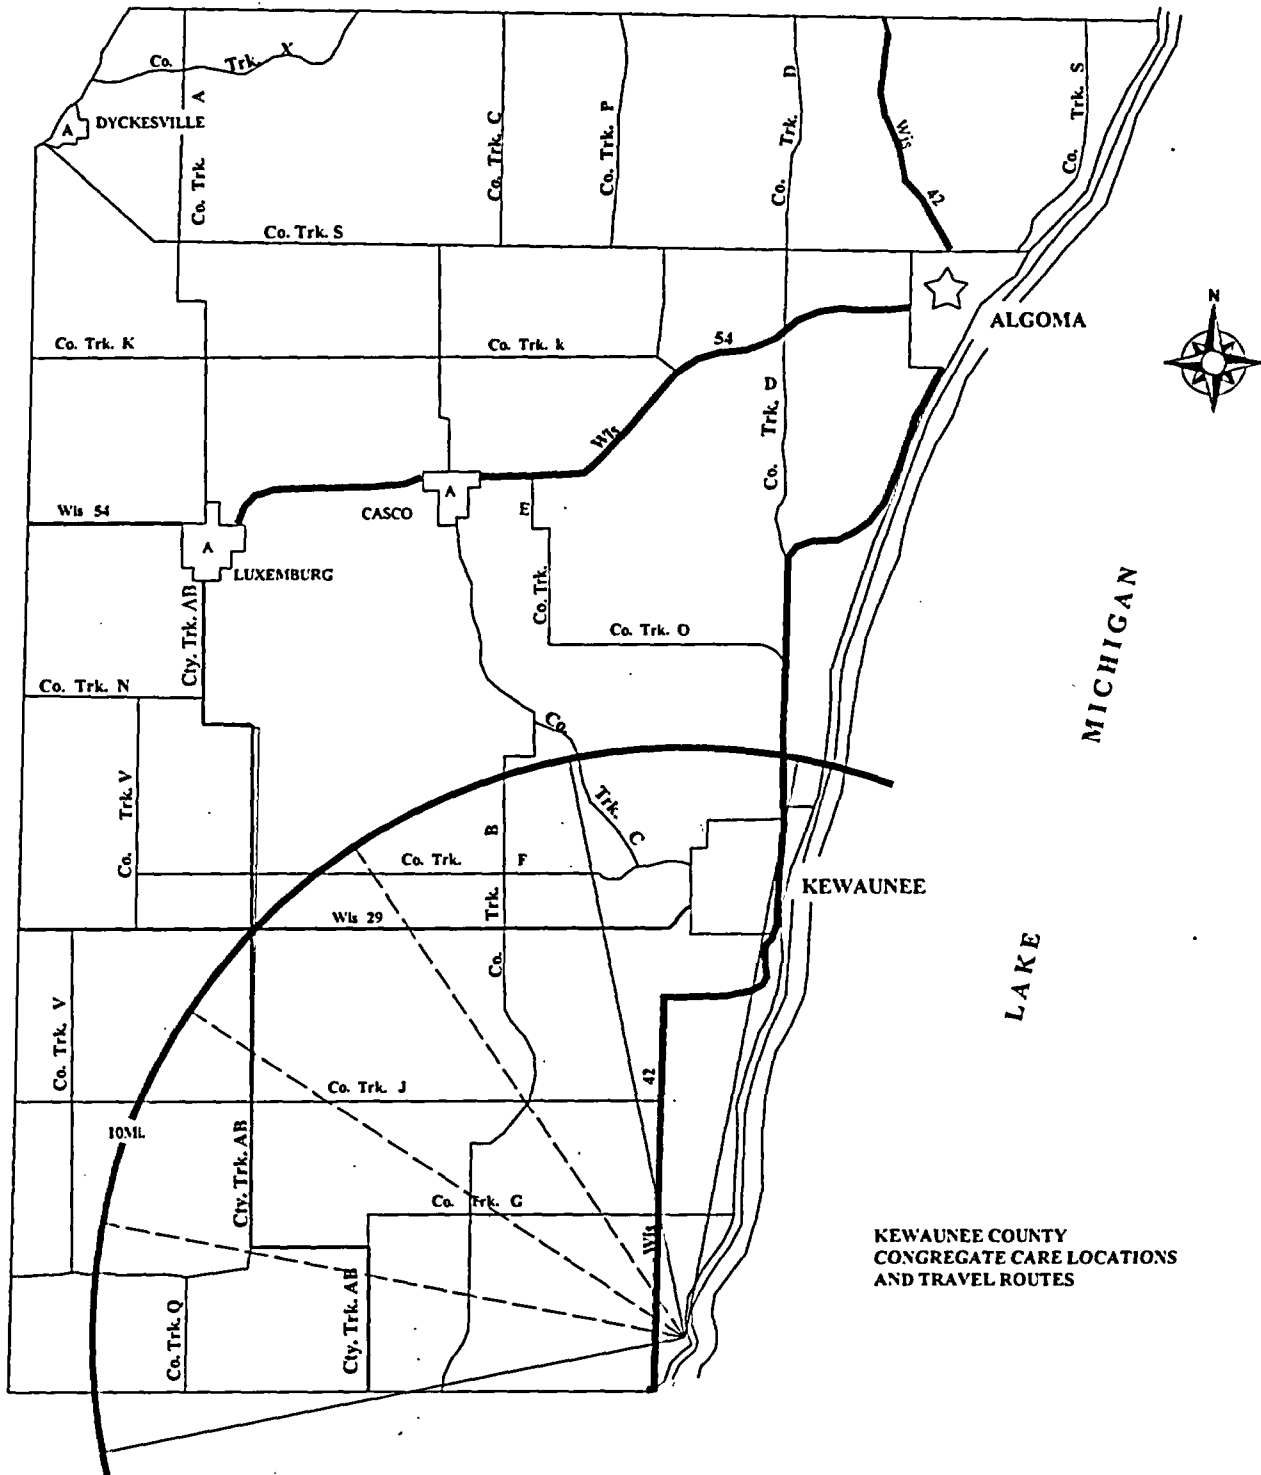 Co. Trk. X
A
DYCKESVILLE
Co. Trk. A
Co. Trk. C
Co. Trk. P
Co. Trk. D
Wis 42
Co. Trk. S
Co. Trk. S
N
ALGOMA
Co. Trk. K
Co. Trk. k
54
Wis
Co. Trk. D
Wis 54
A
CASCO
E
Co. Trk.
A
LUXEMBURG
Cty. Trk. AB
Co. Trk. O
Co. Trk. N
MICHIGAN
Co. Trk. C
Co. Trk. V
Co. Trk. B
Co. Trk. F
KEWAUNEE
Wis 29
LAKE
Co. Trk. V
42
Co. Trk. J
10MI.
Cty. Trk. AB
Co. Trk. G
Wis
KEWAUNEE COUNTY
CONGREGATE CARE LOCATIONS
AND TRAVEL ROUTES
Co. Trk. Q
Cty. Trk. AB